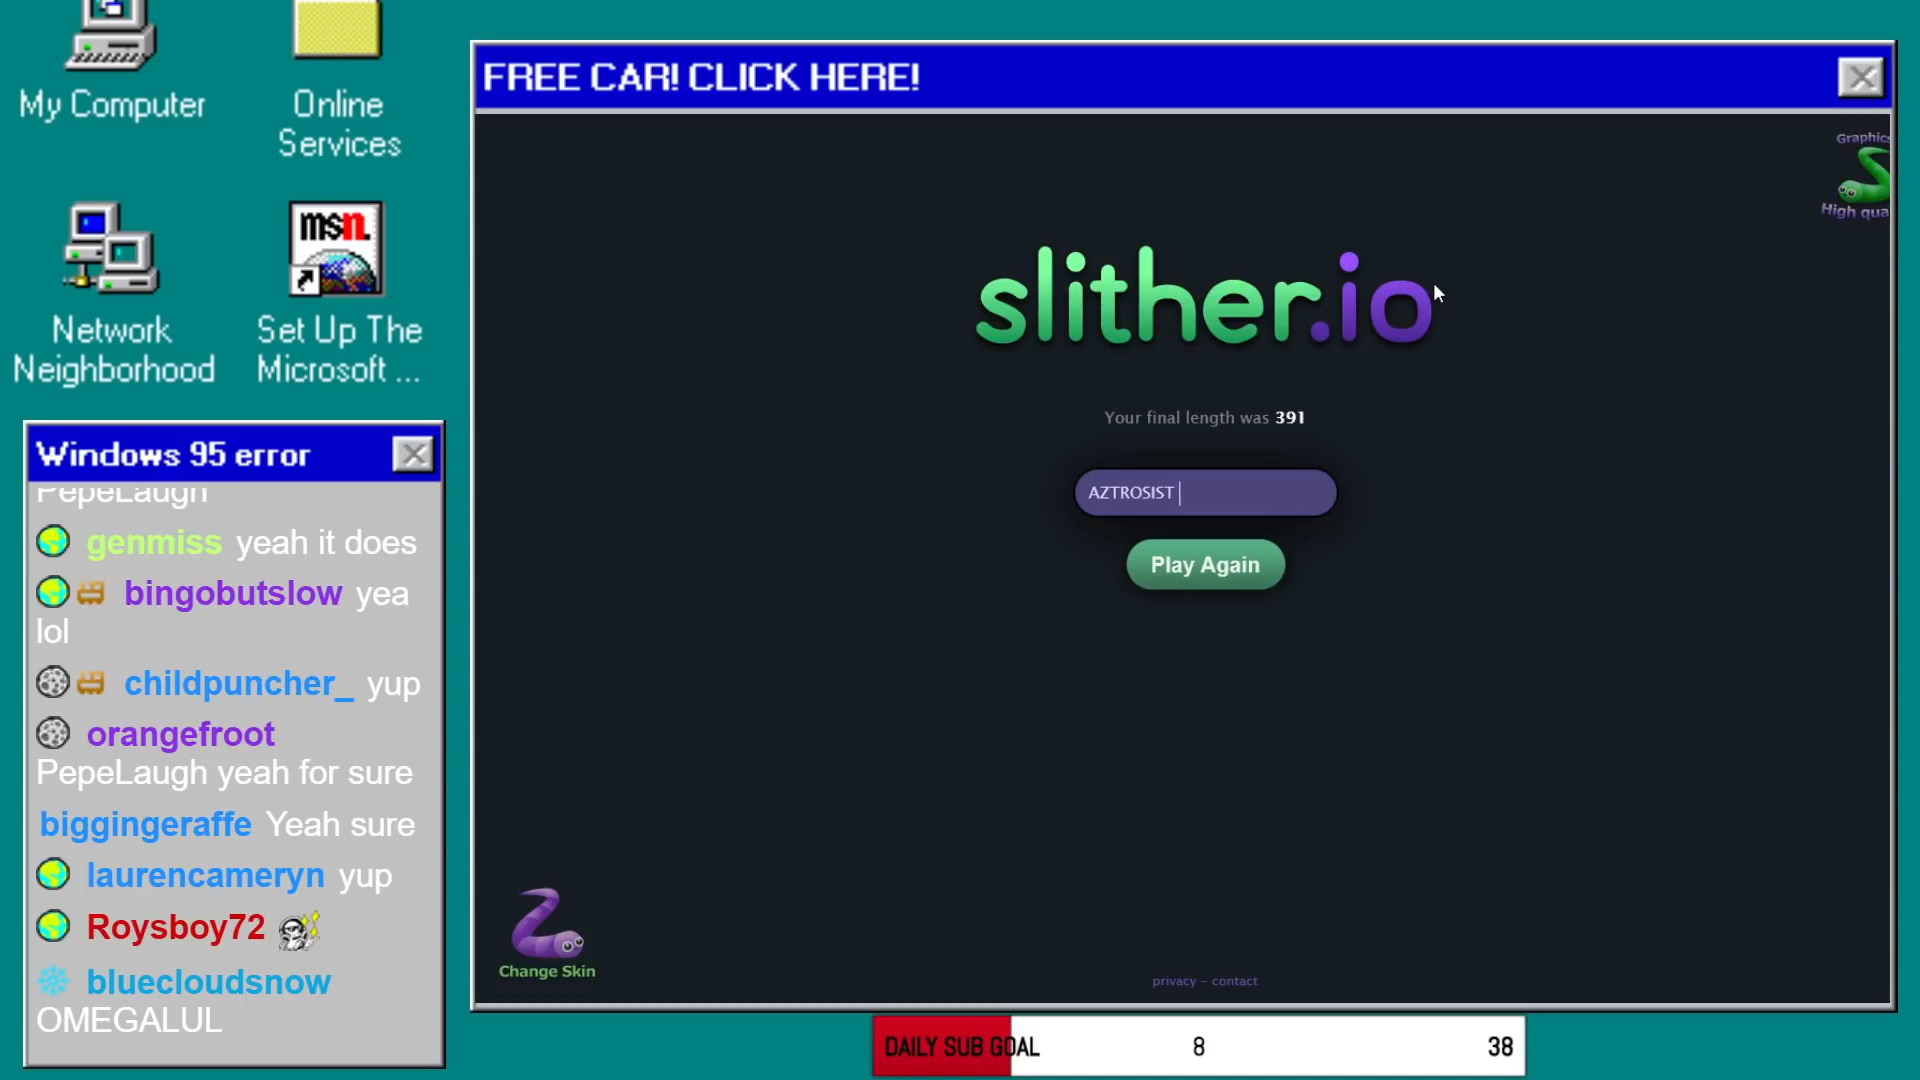 My Computer
Online
Services
Network
Neighborhood
msn.
Set Up The
Microsoft ...
FREE CAR! CLICK HERE!
Graphics
High qua
slither.io
Your final length was 391
AZTROSIST
Play Again
Change Skin
privacy – contact
Windows 95 error
PepeLaugh
genmiss yeah it does
bingobutslow yea
lol
childpuncher_ yup
orangefroot
PepeLaugh yeah for sure
biggingeraffe Yeah sure
laurencameryn yup
Roysboy72
bluecloudsnow
OMEGALUL
DAILY SUB GOAL 8 38